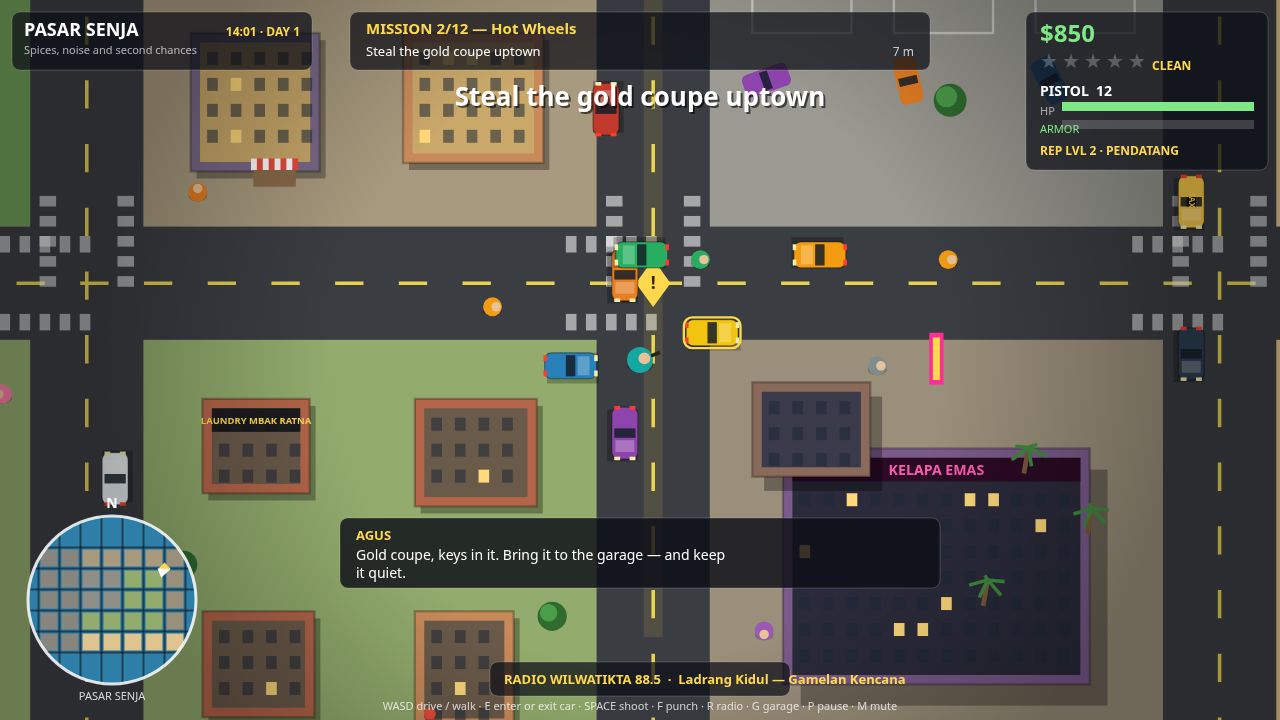 PASAR SENJA
14:01 · DAY 1
Spices, noise and second chances
MISSION 2/12 — Hot Wheels
Steal the gold coupe uptown
7 m
$850
★★★★★ CLEAN
PISTOL 12
HP
ARMOR
REP LVL 2 · PENDATANG
Steal the gold coupe uptown
!
LAUNDRY MBAK RATNA
KELAPA EMAS
N
PASAR SENJA
AGUS
Gold coupe, keys in it. Bring it to the garage — and keep
it quiet.
RADIO WILWATIKTA 88.5 · Ladrang Kidul — Gamelan Kencana
WASD drive / walk · E enter or exit car · SPACE shoot · F punch · R radio · G garage · P pause · M mute